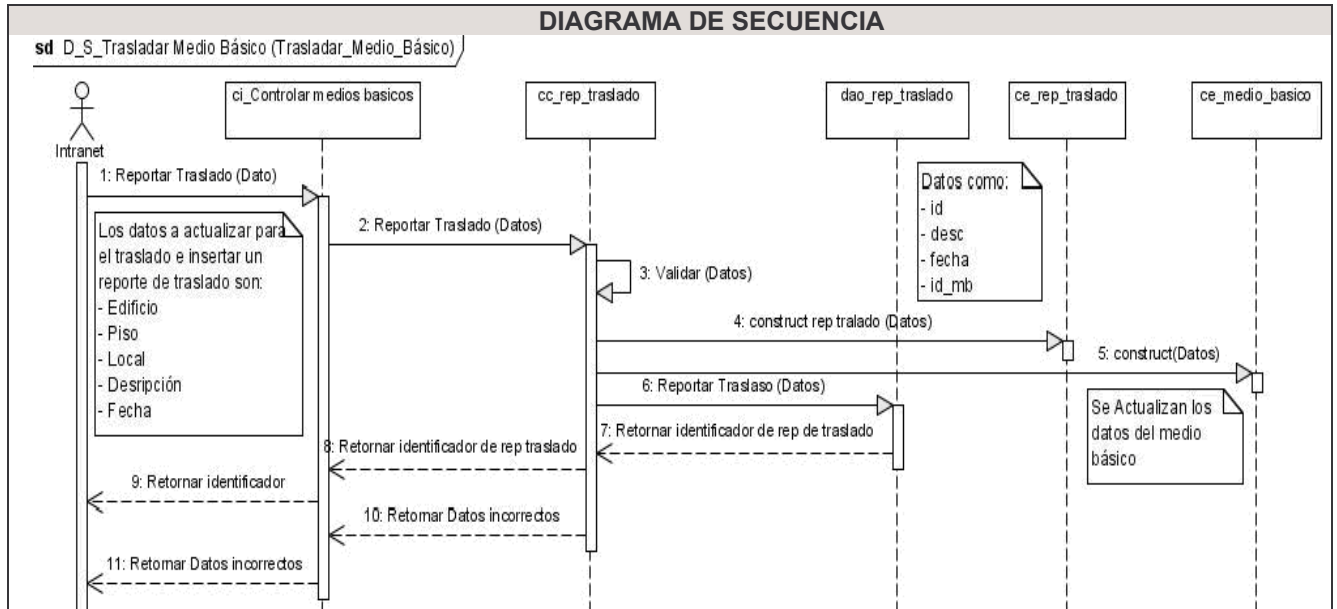 DIAGRAMA DE SECUENCIA
sd D_S_Trasladar Medio Básico (Trasladar_Medio_Básico)
Intranet
ci_Controlar medios basicos
cc_rep_traslado
dao_rep_traslado
ce_rep_traslado
ce_medio_basico
1: Reportar Traslado (Dato)
Los datos a actualizar para
el traslado e insertar un
reporte de traslado son:
- Edificio
- Piso
- Local
- Desripción
- Fecha
2: Reportar Traslado (Datos)
3: Validar (Datos)
Datos como:
- id
- desc
- fecha
- id_mb
4: construct rep tralado (Datos)
5: construct(Datos)
6: Reportar Traslaso (Datos)
Se Actualizan los
datos del medio
básico
7: Retornar identificador de rep de traslado
8: Retornar identificador de rep traslado
9: Retornar identificador
10: Retornar Datos incorrectos
11: Retornar Datos incorrectos